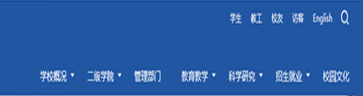 学生 教工 校友 访客 English
学校概况 二级学院 管理部门 教育教学 科学研究 招生就业 校园文化